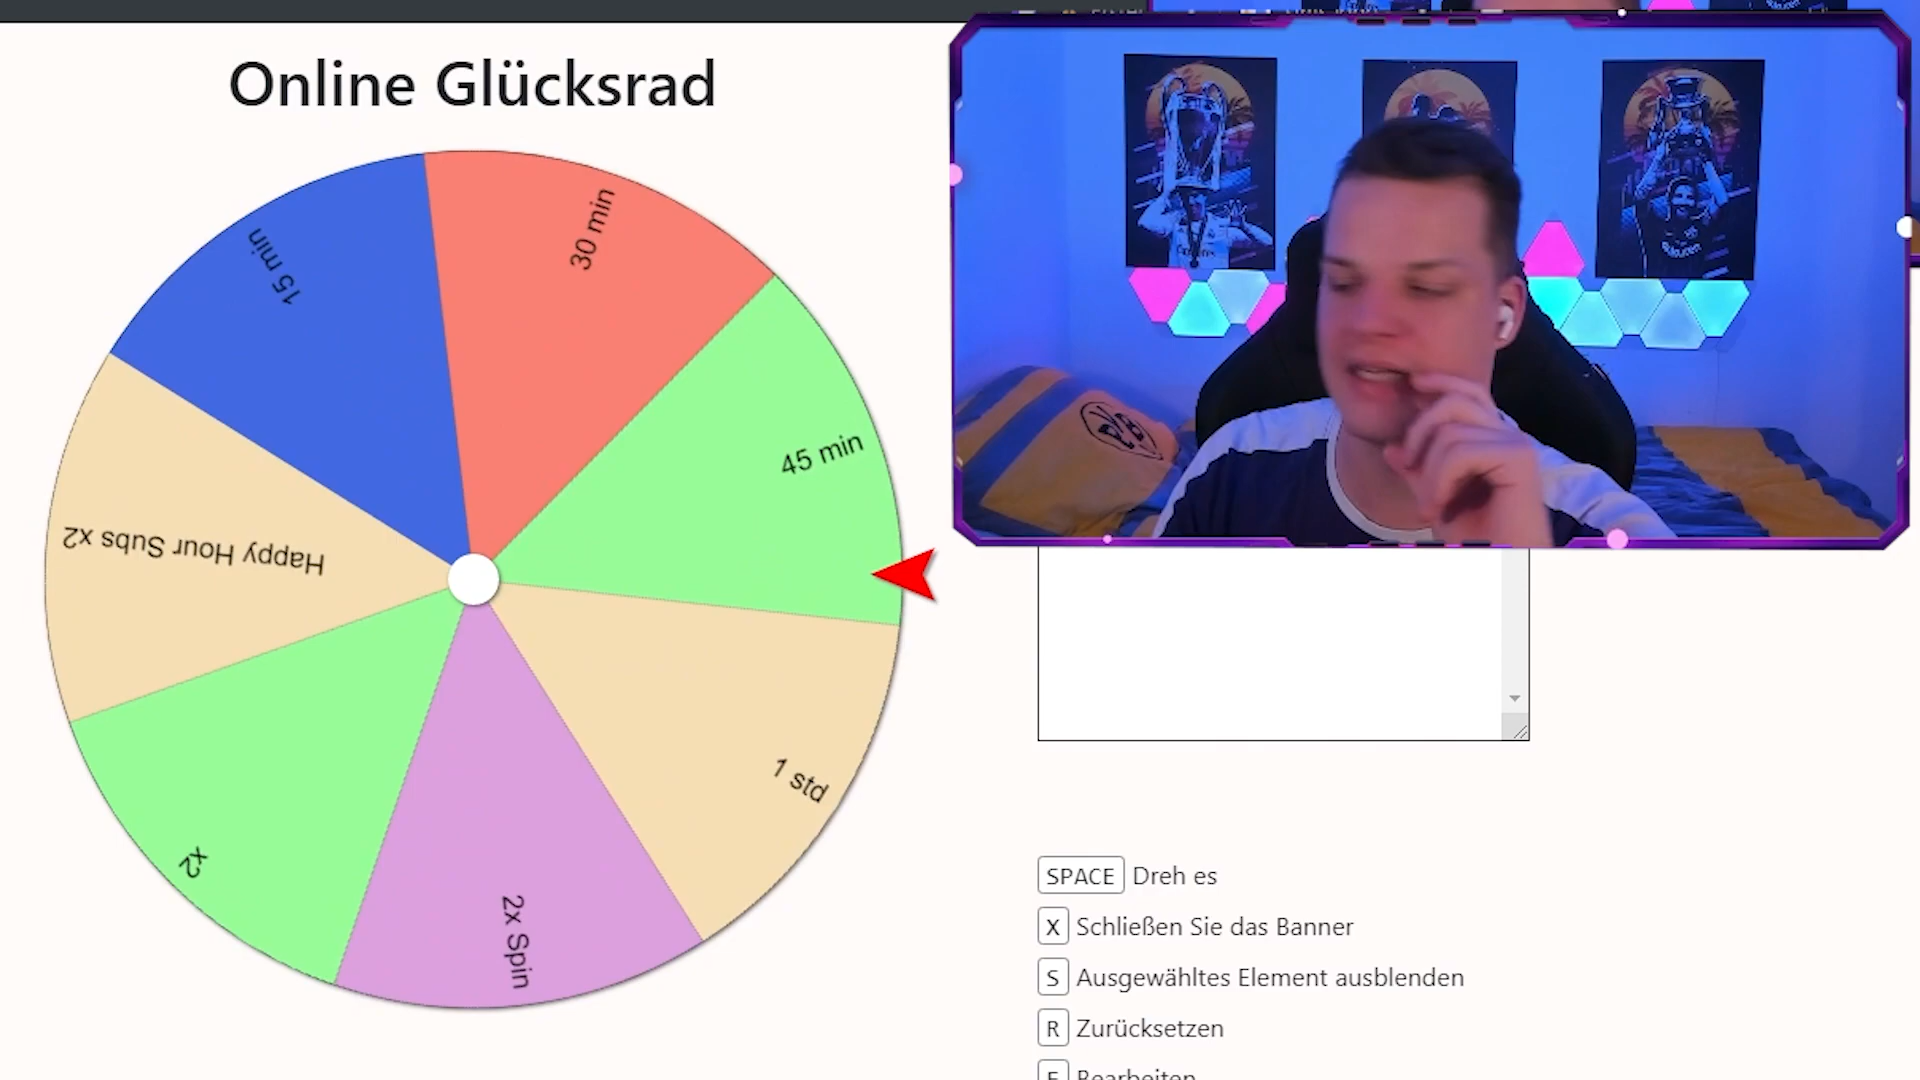 Online Glücksrad
15 min
30 min
45 min
Happy Hour Subs x2
1 std
x2
2x Spin
BVB
SPACE Dreh es
X Schließen Sie das Banner
S Ausgewähltes Element ausblenden
R Zurücksetzen